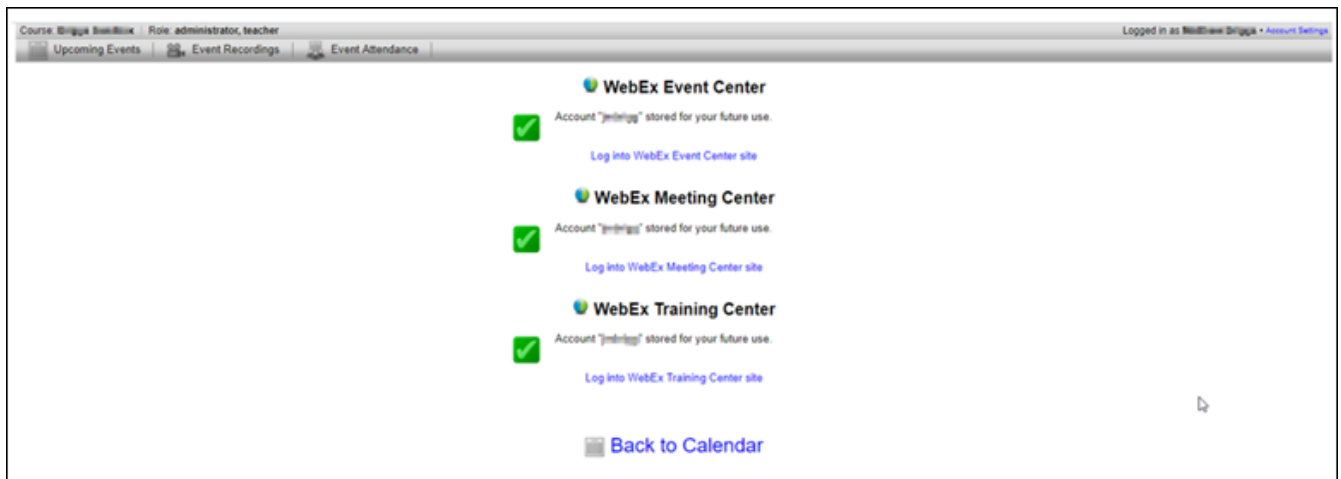 Course: | Role: administrator, teacher
Logged in as • Account Settings
Upcoming Events | Event Recordings | Event Attendance |
WebEx Event Center
Account "" stored for your future use.
Log into WebEx Event Center site
WebEx Meeting Center
Account "" stored for your future use.
Log into WebEx Meeting Center site
WebEx Training Center
Account "" stored for your future use.
Log into WebEx Training Center site
Back to Calendar